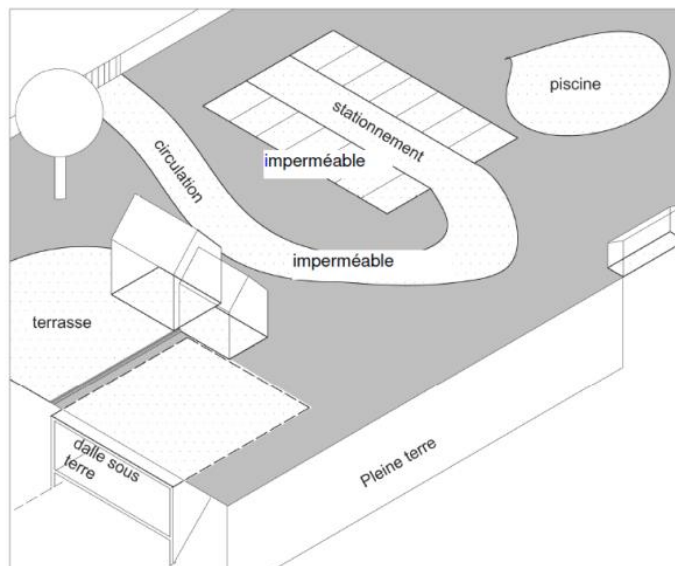 piscine
stationnement
circulation
imperméable
imperméable
terrasse
dalle sous
terre
Pleine terre